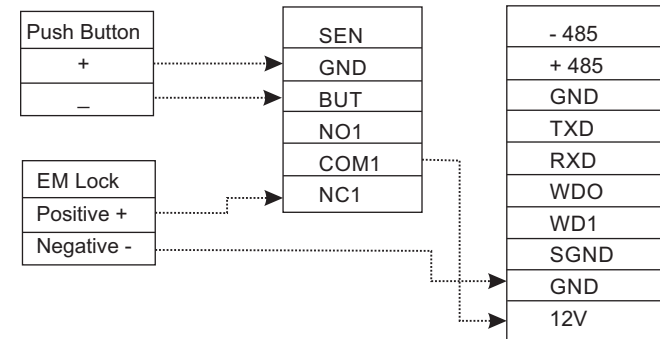 Push Button
+
_
EM Lock
Positive +
Negative -
SEN
GND
BUT
NO1
COM1
NC1
- 485
+ 485
GND
TXD
RXD
WDO
WD1
SGND
GND
12V